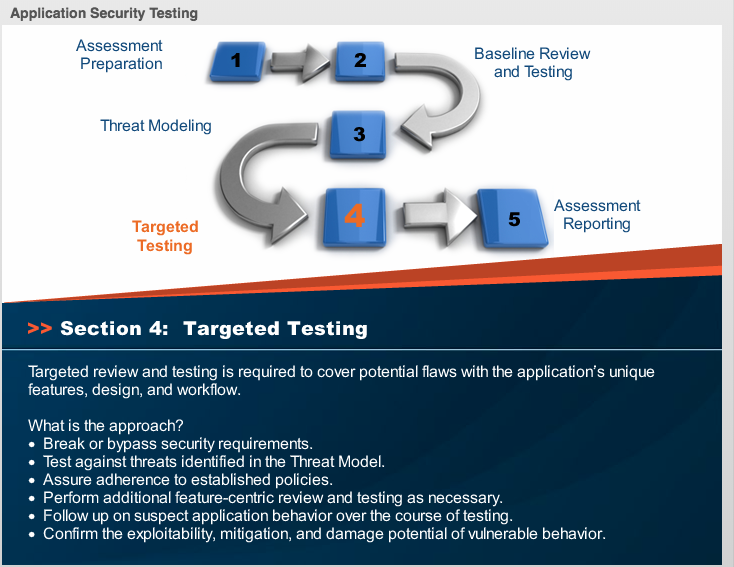 Application Security Testing
Assessment
Preparation
1
2
Baseline Review
and Testing
Threat Modeling
3
Targeted
Testing
4
5
Assessment
Reporting
>> Section 4: Targeted Testing
Targeted review and testing is required to cover potential flaws with the application's unique
features, design, and workflow.
What is the approach?
• Break or bypass security requirements.
• Test against threats identified in the Threat Model.
• Assure adherence to established policies.
• Perform additional feature-centric review and testing as necessary.
• Follow up on suspect application behavior over the course of testing.
• Confirm the exploitability, mitigation, and damage potential of vulnerable behavior.